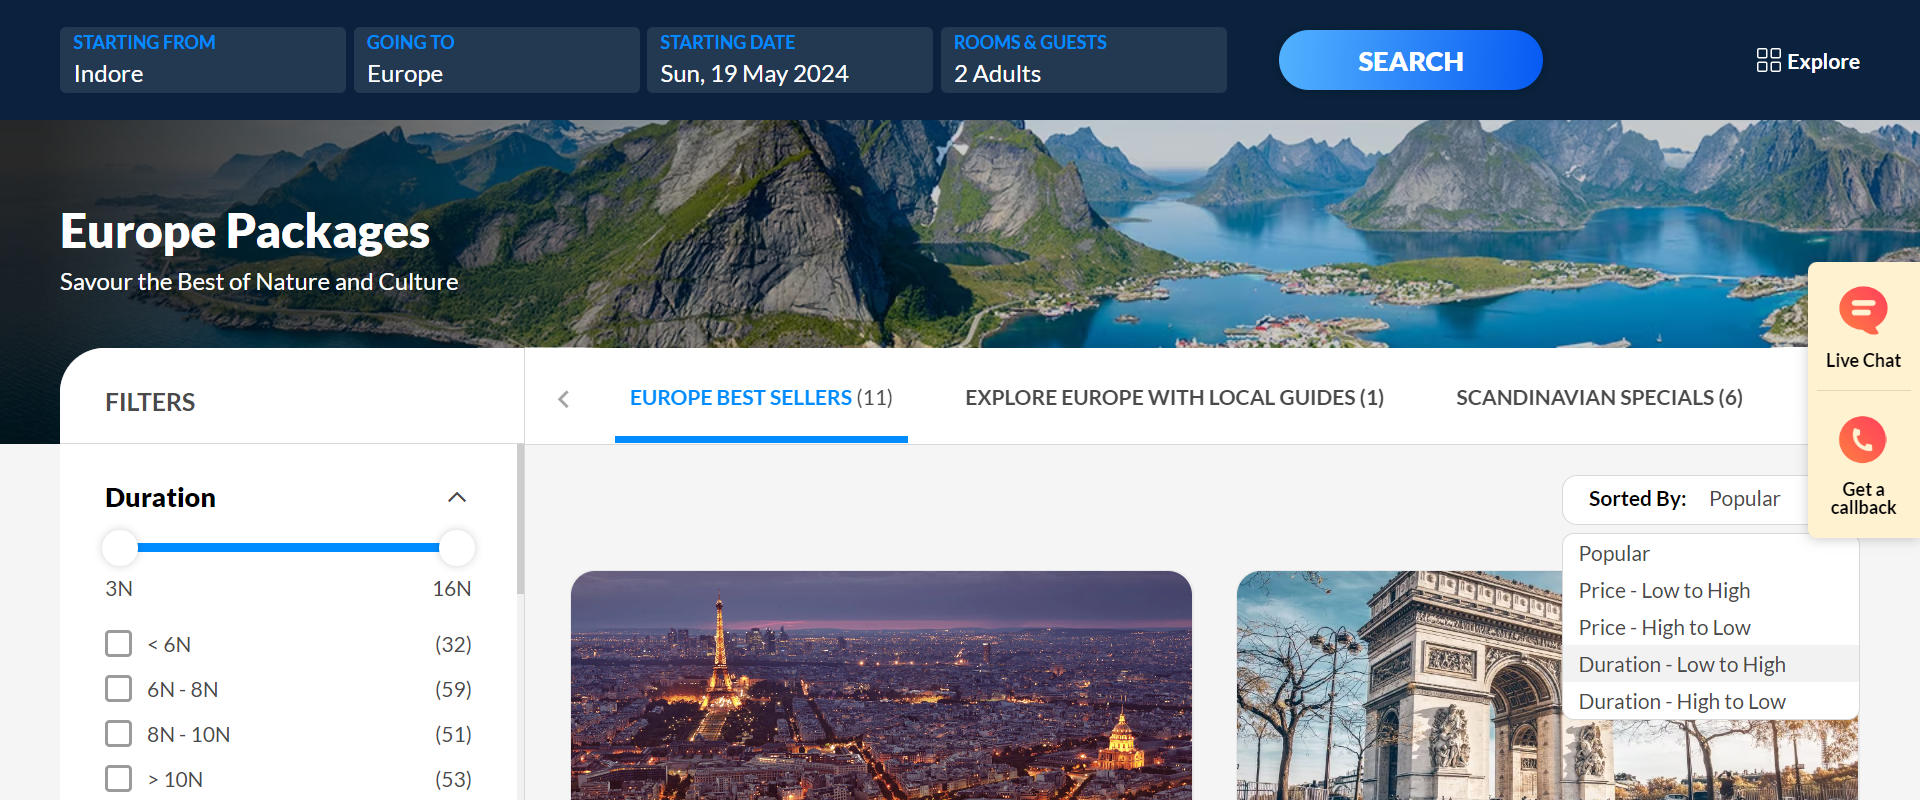 STARTING FROM
Indore
GOING TO
Europe
STARTING DATE
Sun, 19 May 2024
ROOMS & GUESTS
2 Adults
SEARCH
Explore
Europe Packages
Savour the Best of Nature and Culture
Live Chat
Get a
callback
FILTERS
EUROPE BEST SELLERS (11)
EXPLORE EUROPE WITH LOCAL GUIDES (1)
SCANDINAVIAN SPECIALS (6)
Duration
3N
16N
< 6N (32)
6N - 8N (59)
8N - 10N (51)
> 10N (53)
Sorted By: Popular
Popular
Price - Low to High
Price - High to Low
Duration - Low to High
Duration - High to Low